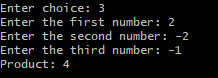 Enter choice: 3
Enter the first number: 2
Enter the second number: -2
Enter the third number: -1
Product: 4